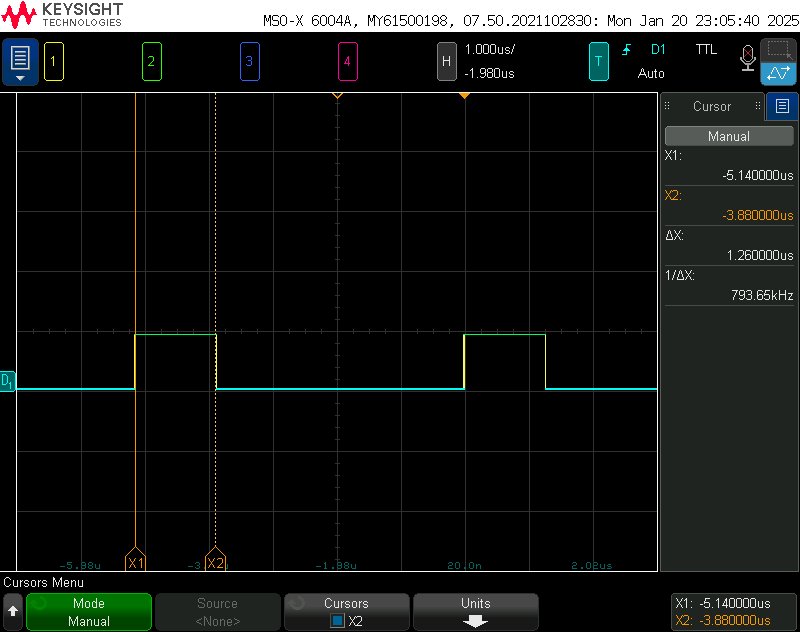 KEYSIGHT
TECHNOLOGIES
MSO-X 6004A, MY61500198, 07.50.2021102830: Mon Jan 20 23:05:40 2025
1
2
3
4
H
1.000us/
-1.980us
T
D1
TTL
Auto
Cursor
Manual
X1:
-5.140000us
X2:
-3.880000us
ΔX:
1.260000us
1/ΔX:
793.65kHz
D1
X1
X2
-5.98us
-1.98us
20.0n
2.02us
Cursors Menu
Mode
Manual
Source
<None>
Cursors
X2
Units
X1: -5.140000us
X2: -3.880000us